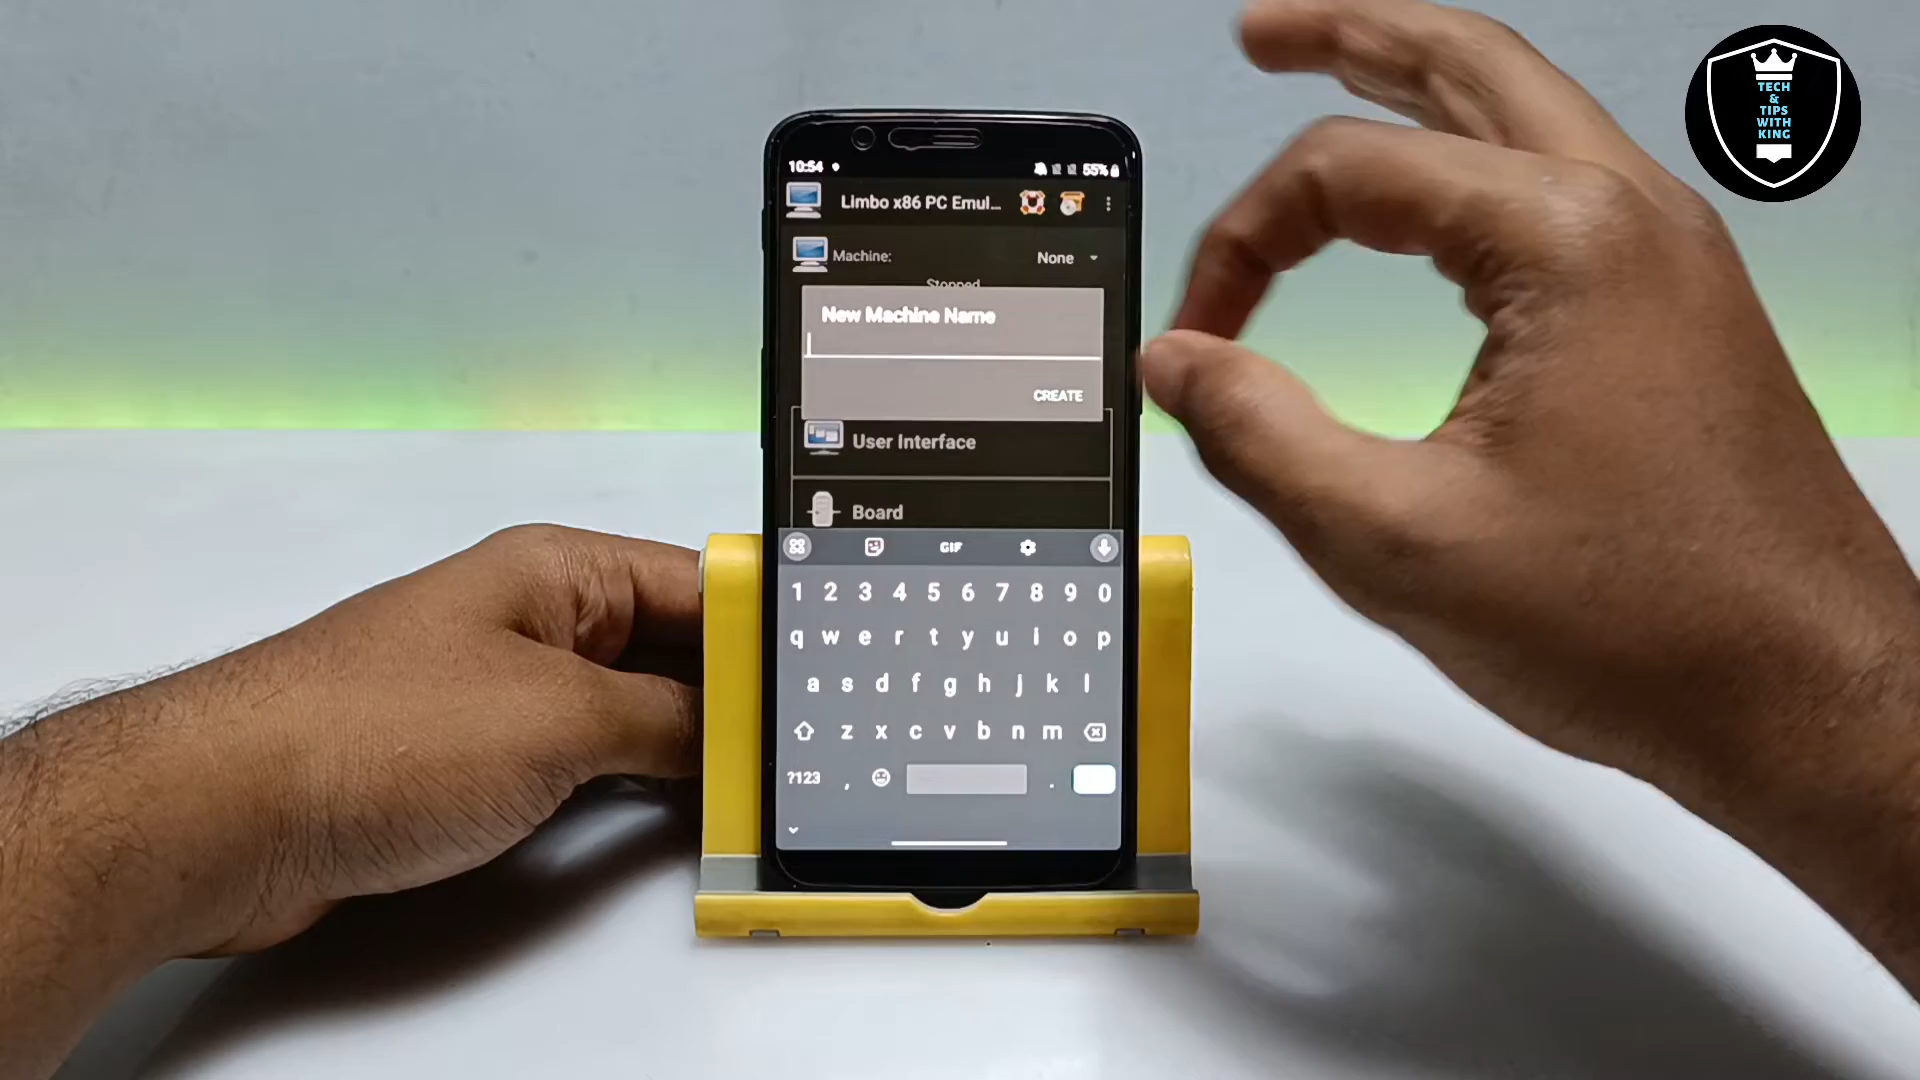 TECH
&
TIPS
WITH
KING
10:54
55%
Limbo x86 PC Emul...
Machine:
None
Stopped
New Machine Name
CREATE
User Interface
Board
GIF
1 2 3 4 5 6 7 8 9 0
q w e r t y u i o p
a s d f g h j k l
z x c v b n m
?123 , .